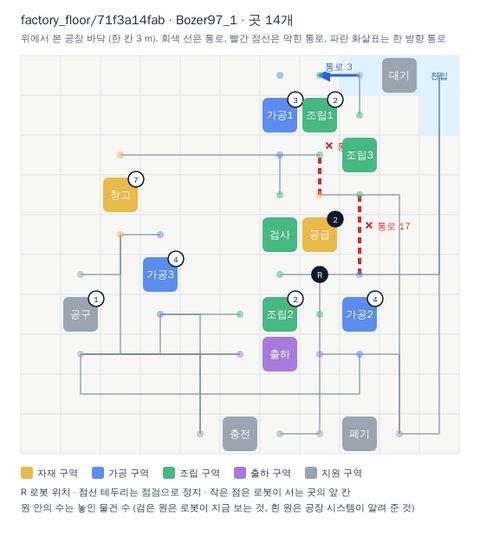 factory_floor/71f3a14fab · Bozer97_1 · 곳 14개
위에서 본 공장 바닥 (한 칸 3 m). 회색 선은 통로, 빨간 점선은 막힌 통로, 파란 화살표는 한 방향 통로
통로 3
대기
3
2
가공1
조립1
조립3
7
창고
통로 17
2
검사
공급
4
가공3
R
1
2
4
공구
조립2
가공2
출하
충전
폐기
자재 구역
가공 구역
조립 구역
출하 구역
지원 구역
R 로봇 위치 · 점선 테두리는 점검으로 정지 · 작은 점은 로봇이 서는 곳의 앞 칸
원 안의 수는 놓인 물건 수 (검은 원은 로봇이 지금 보는 것, 흰 원은 공장 시스템이 알려 준 것)